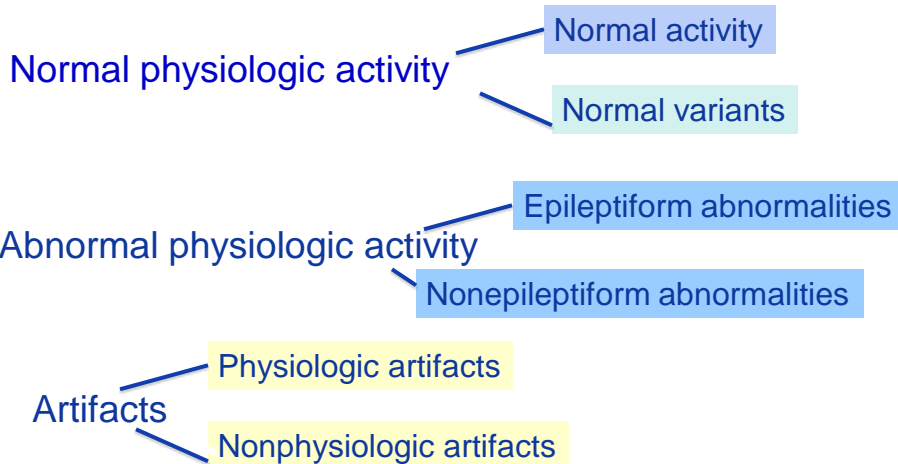 Normal activity
Normal physiologic activity
Normal variants
Epileptiform abnormalities
Abnormal physiologic activity
Nonepileptiform abnormalities
Physiologic artifacts
Artifacts
Nonphysiologic artifacts